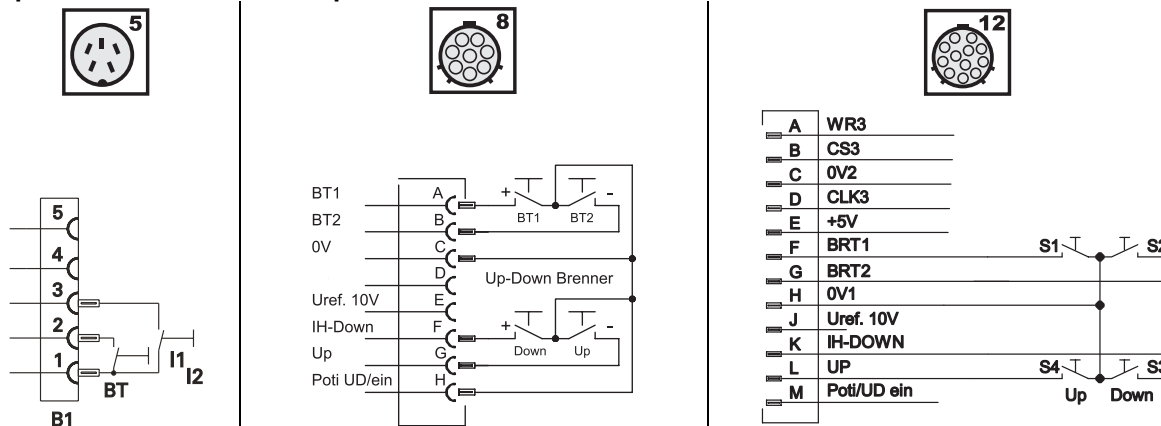 5
5
4
3
2
1
BT
I1
I2
B1
8
BT1
BT2
0V
Uref. 10V
IH-Down
Up
Poti UD/ein
A
B
C
D
E
F
G
H
+ BT1 BT2 -
Up-Down Brenner
+ Down Up -
12
A WR3
B CS3
C 0V2
D CLK3
E +5V
F BRT1
G BRT2
H 0V1
J Uref. 10V
K IH-DOWN
L UP
M Poti/UD ein
S1 S2
S4 S3
Up Down